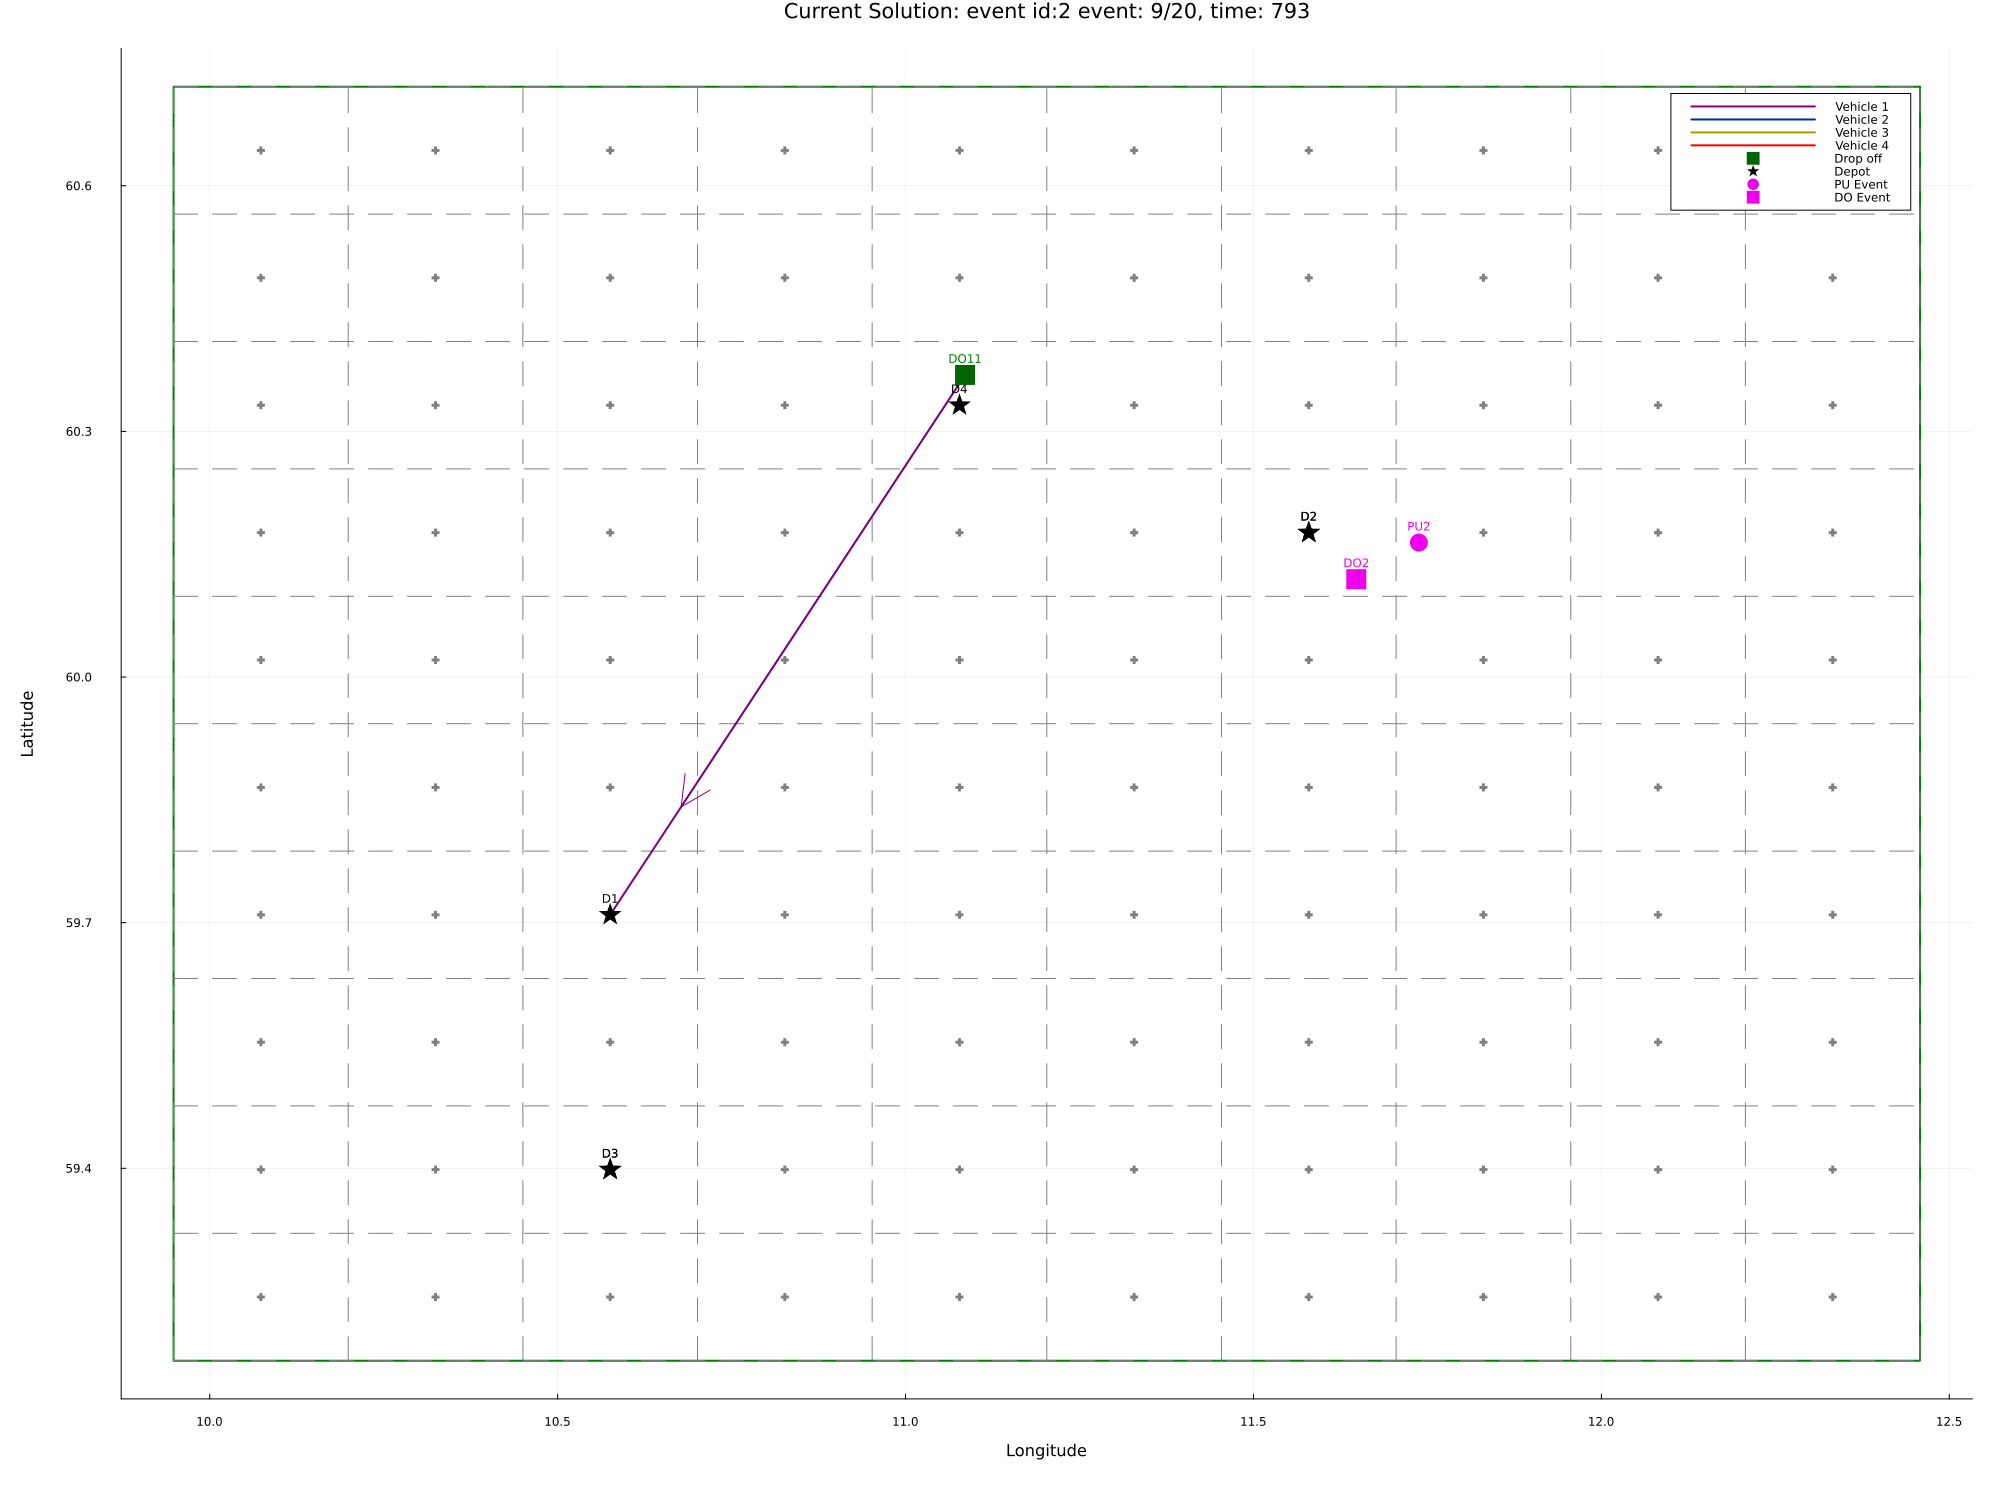 Current Solution: event id:2 event: 9/20, time: 793
Vehicle 1
Vehicle 2
Vehicle 3
Vehicle 4
Drop off
Depot
PU Event
DO Event
60.6
60.3
60.0
59.7
59.4
Latitude
DO11
D4
D2
PU2
DO2
D1
D3
10.0
10.5
11.0
11.5
12.0
12.5
Longitude